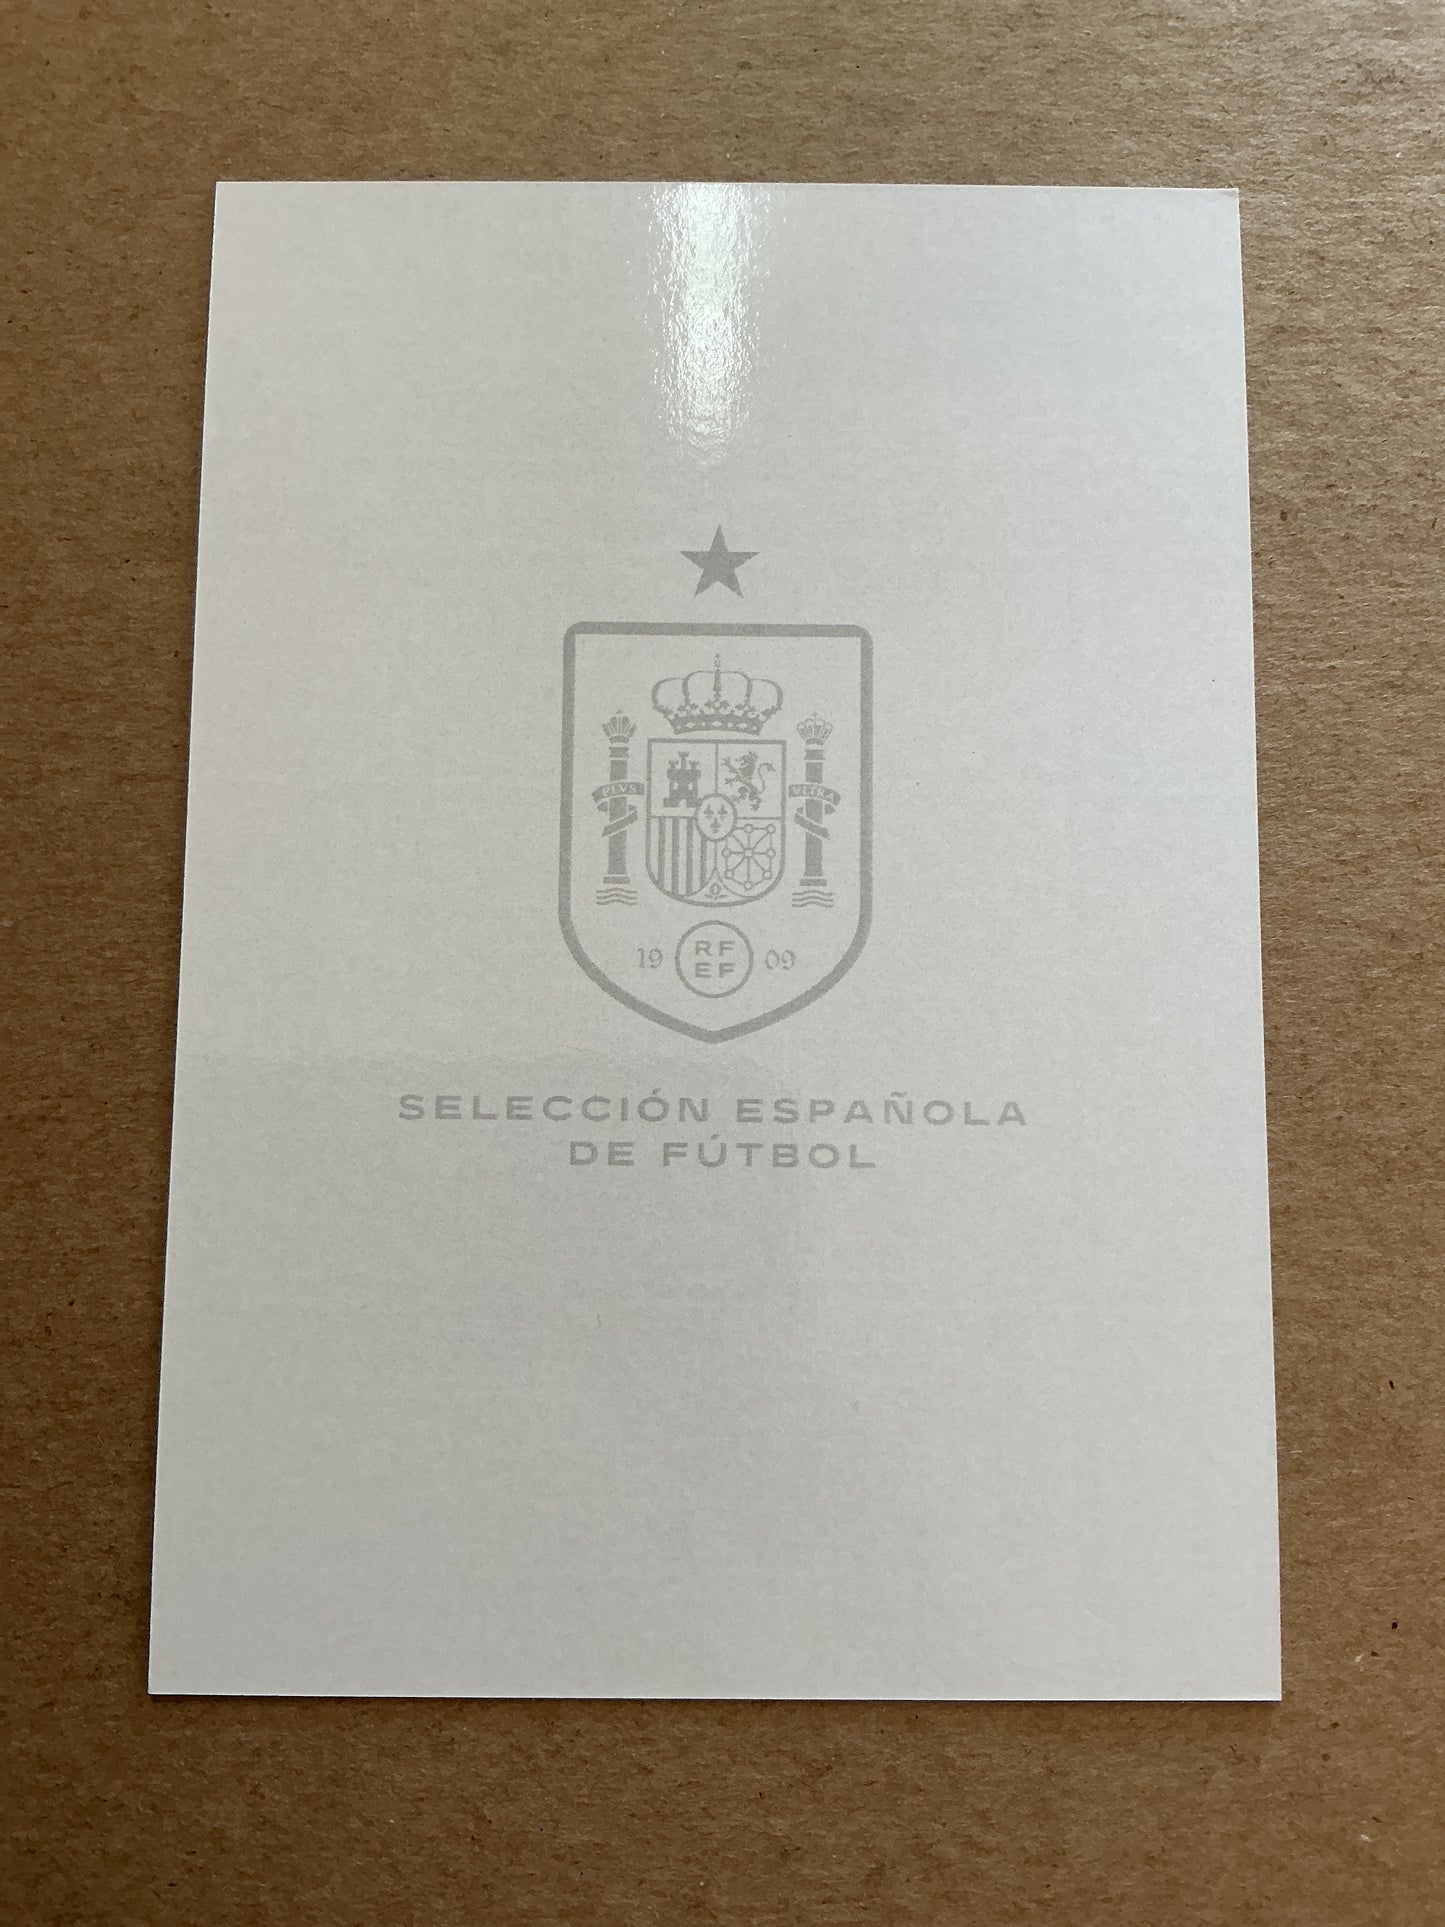 PLVS
VLTRA
19 RF 09
EF
SELECCIÓN ESPAÑOLA
DE FÚTBOL